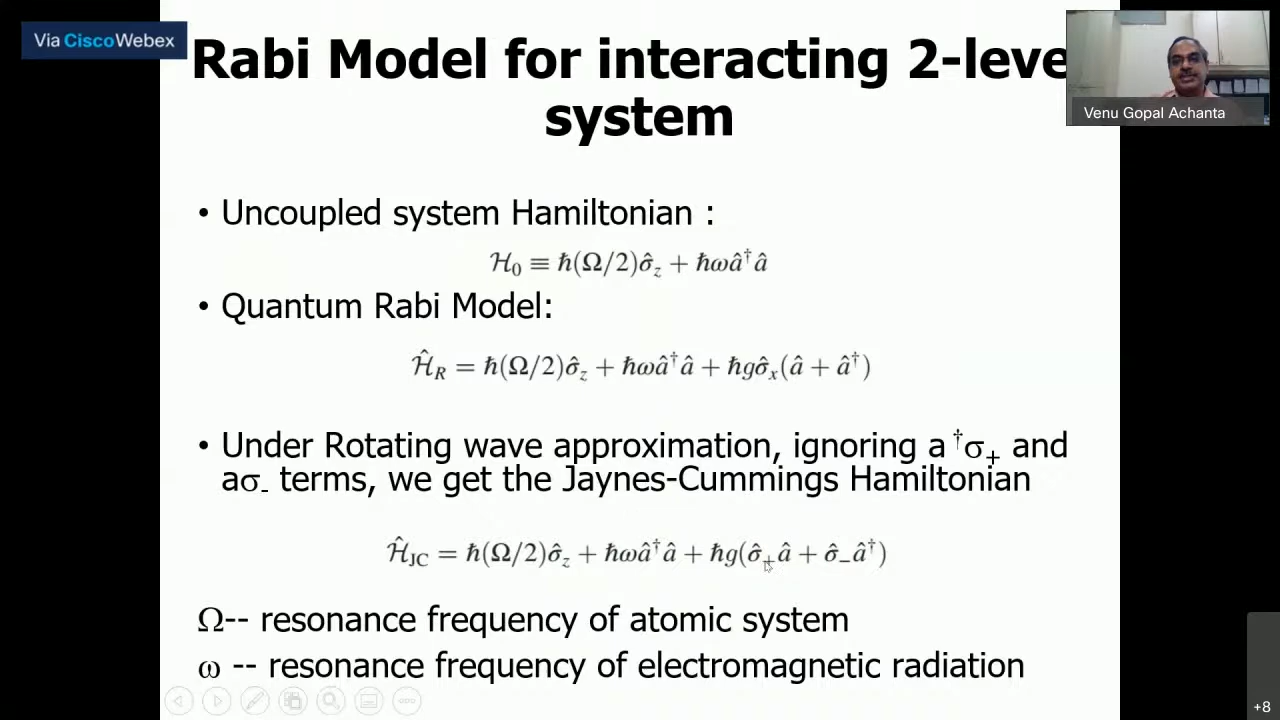 Via Cisco Webex
Rabi Model for interacting 2-leve
system
Venu Gopal Achanta
• Uncoupled system Hamiltonian :
ℋ₀ ≡ ħ(Ω/2)σ̂_z + ħωâ†â
• Quantum Rabi Model:
ℋ̂_R = ħ(Ω/2)σ̂_z + ħωâ†â + ħgσ̂_x(â + â†)
• Under Rotating wave approximation, ignoring a†σ₊ and
aσ₋ terms, we get the Jaynes-Cummings Hamiltonian
ℋ̂_JC = ħ(Ω/2)σ̂_z + ħωâ†â + ħg(σ̂₊â + σ̂₋â†)
Ω-- resonance frequency of atomic system
ω -- resonance frequency of electromagnetic radiation
+8